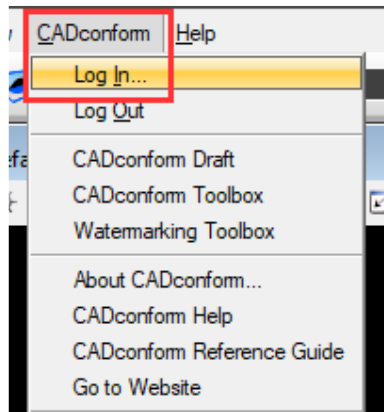 CADconform Help
Log In...
Log Out
efa
CADconform Draft
CADconform Toolbox
Watermarking Toolbox
About CADconform...
CADconform Help
CADconform Reference Guide
Go to Website